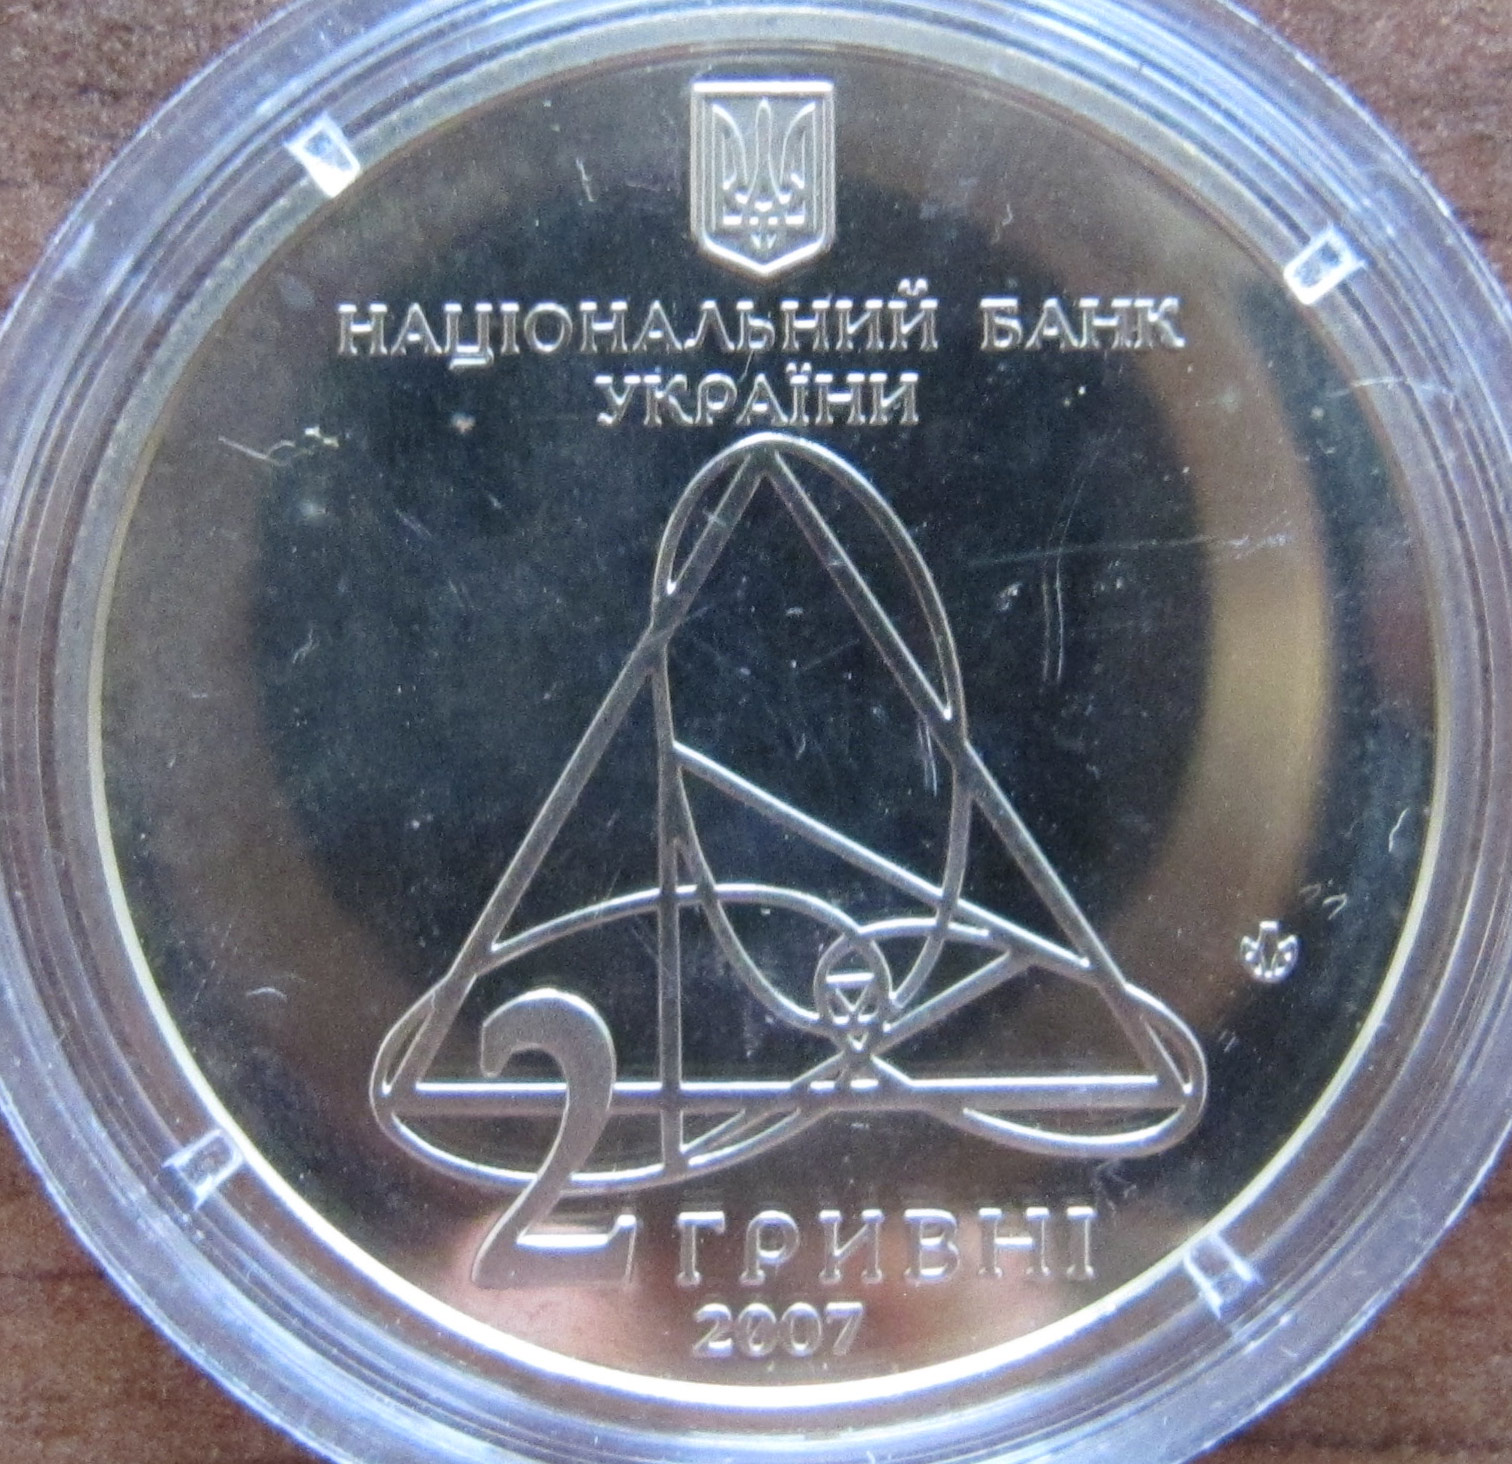 НАЦІОНАЛЬНИЙ БАНК
УКРАЇНИ
2 ГРИВНІ
2007